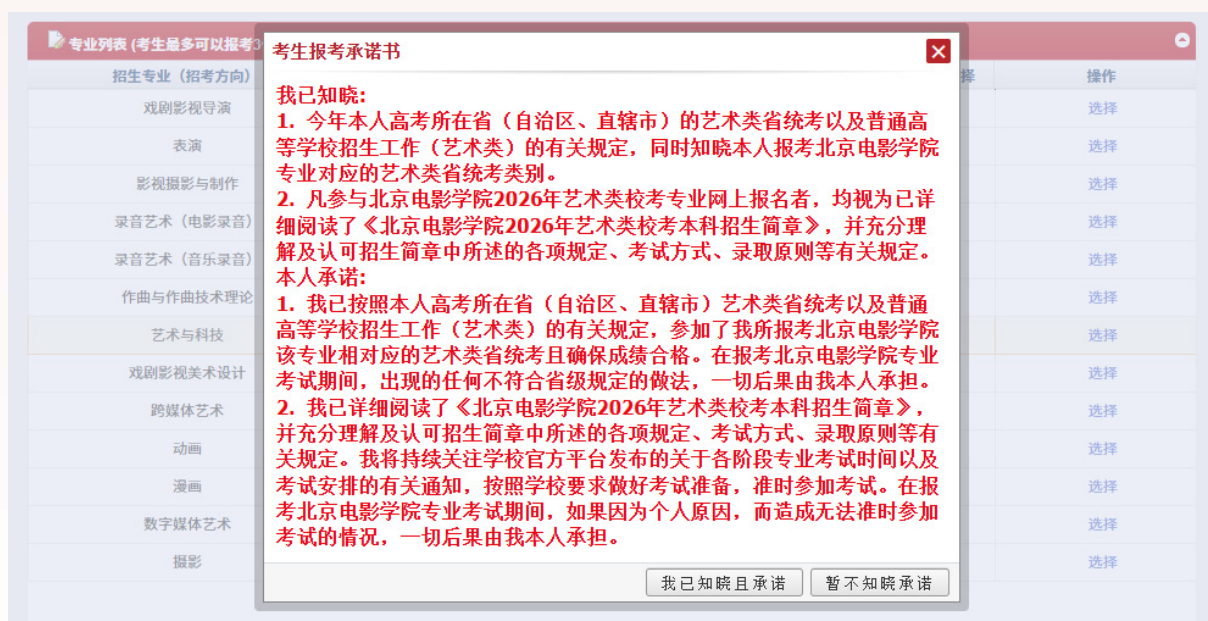 专业列表 (考生最多可以报考3
招生专业（招考方向）
择
操作
戏剧影视导演
选择
表演
选择
影视摄影与制作
选择
录音艺术（电影录音）
选择
录音艺术（音乐录音）
选择
作曲与作曲技术理论
选择
艺术与科技
选择
戏剧影视美术设计
选择
跨媒体艺术
选择
动画
选择
漫画
选择
数字媒体艺术
选择
摄影
选择
考生报考承诺书
我已知晓:
1. 今年本人高考所在省（自治区、直辖市）的艺术类省统考以及普通高
等学校招生工作（艺术类）的有关规定，同时知晓本人报考北京电影学院
专业对应的艺术类省统考类别。
2. 凡参与北京电影学院2026年艺术类校考专业网上报名者，均视为已详
细阅读了《北京电影学院2026年艺术类校考本科招生简章》，并充分理
解及认可招生简章中所述的各项规定、考试方式、录取原则等有关规定。
本人承诺:
1. 我已按照本人高考所在省（自治区、直辖市）艺术类省统考以及普通
高等学校招生工作（艺术类）的有关规定，参加了我所报考北京电影学院
该专业相对应的艺术类省统考且确保成绩合格。在报考北京电影学院专业
考试期间，出现的任何不符合省级规定的做法，一切后果由我本人承担。
2. 我已详细阅读了《北京电影学院2026年艺术类校考本科招生简章》，
并充分理解及认可招生简章中所述的各项规定、考试方式、录取原则等有
关规定。我将持续关注学校官方平台发布的关于各阶段专业考试时间以及
考试安排的有关通知，按照学校要求做好考试准备，准时参加考试。在报
考北京电影学院专业考试期间，如果因为个人原因，而造成无法准时参加
考试的情况，一切后果由我本人承担。
我已知晓且承诺
暂不知晓承诺